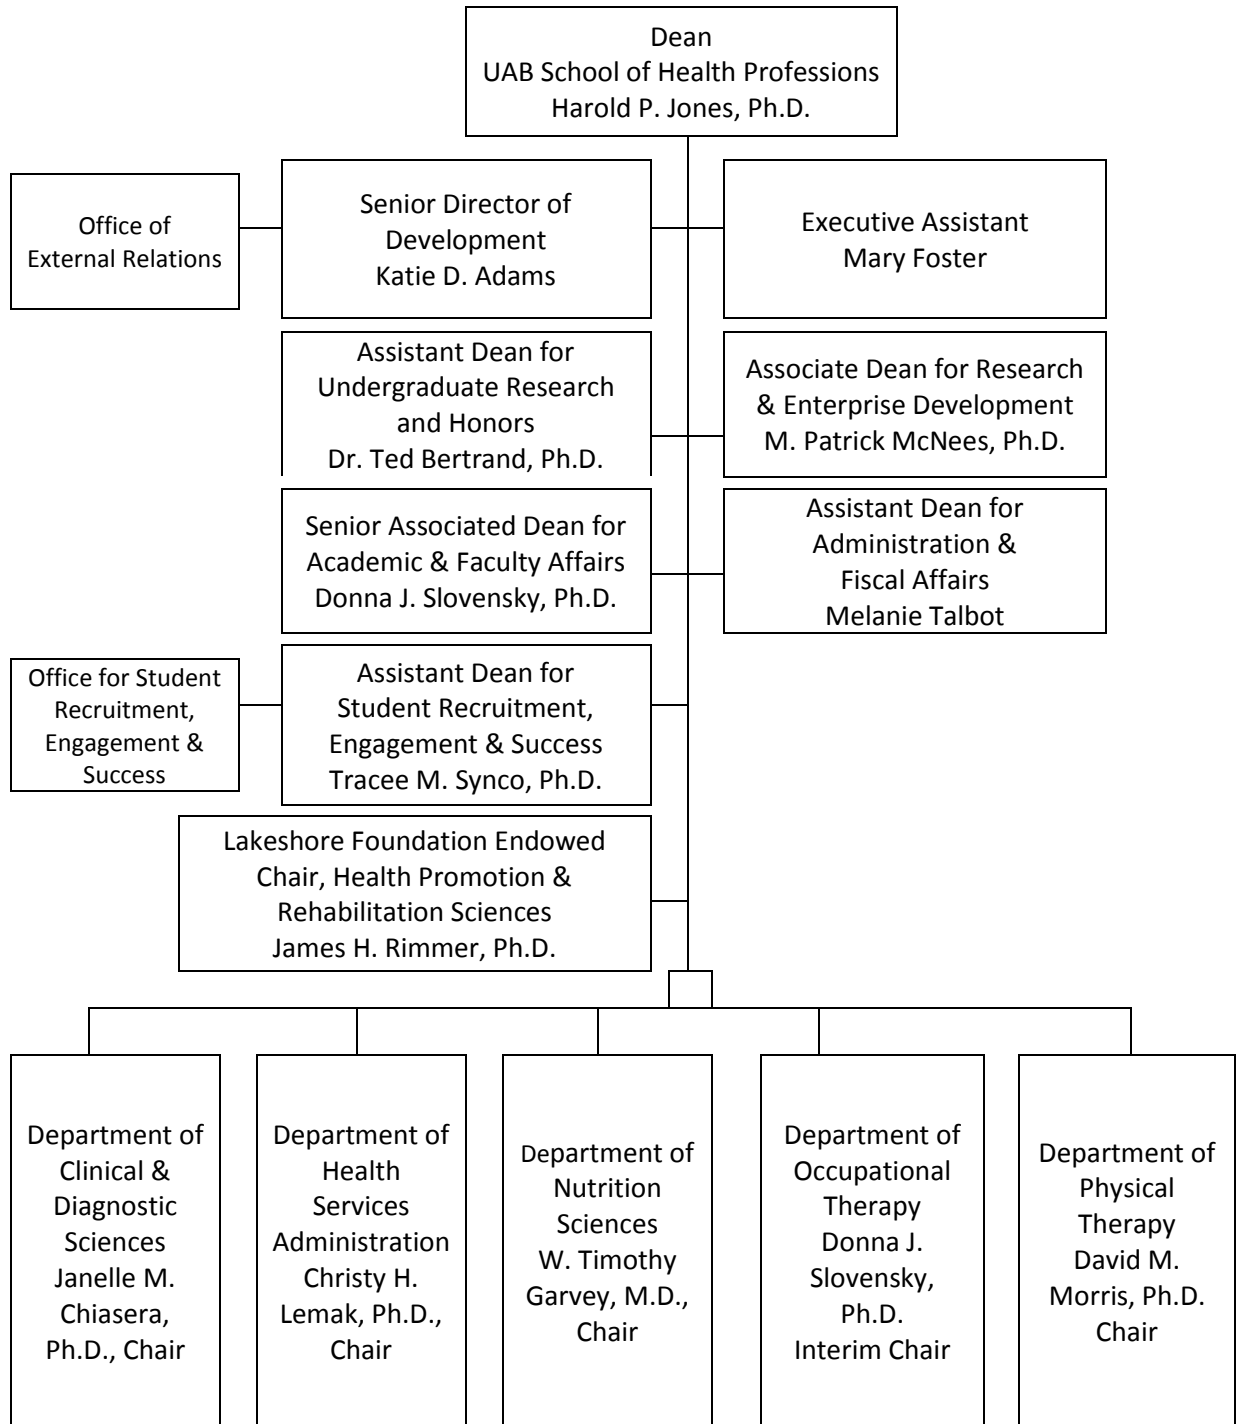 Dean
UAB School of Health Professions
Harold P. Jones, Ph.D.
Office of
External Relations
Senior Director of
Development
Katie D. Adams
Executive Assistant
Mary Foster
Assistant Dean for
Undergraduate Research
and Honors
Dr. Ted Bertrand, Ph.D.
Associate Dean for Research
& Enterprise Development
M. Patrick McNees, Ph.D.
Senior Associated Dean for
Academic & Faculty Affairs
Donna J. Slovensky, Ph.D.
Assistant Dean for
Administration &
Fiscal Affairs
Melanie Talbot
Office for Student
Recruitment,
Engagement &
Success
Assistant Dean for
Student Recruitment,
Engagement & Success
Tracee M. Synco, Ph.D.
Lakeshore Foundation Endowed
Chair, Health Promotion &
Rehabilitation Sciences
James H. Rimmer, Ph.D.
Department of
Clinical &
Diagnostic
Sciences
Janelle M.
Chiasera,
Ph.D., Chair
Department of
Health
Services
Administration
Christy H.
Lemak, Ph.D.,
Chair
Department of
Nutrition
Sciences
W. Timothy
Garvey, M.D.,
Chair
Department of
Occupational
Therapy
Donna J.
Slovensky,
Ph.D.
Interim Chair
Department of
Physical
Therapy
David M.
Morris, Ph.D.
Chair